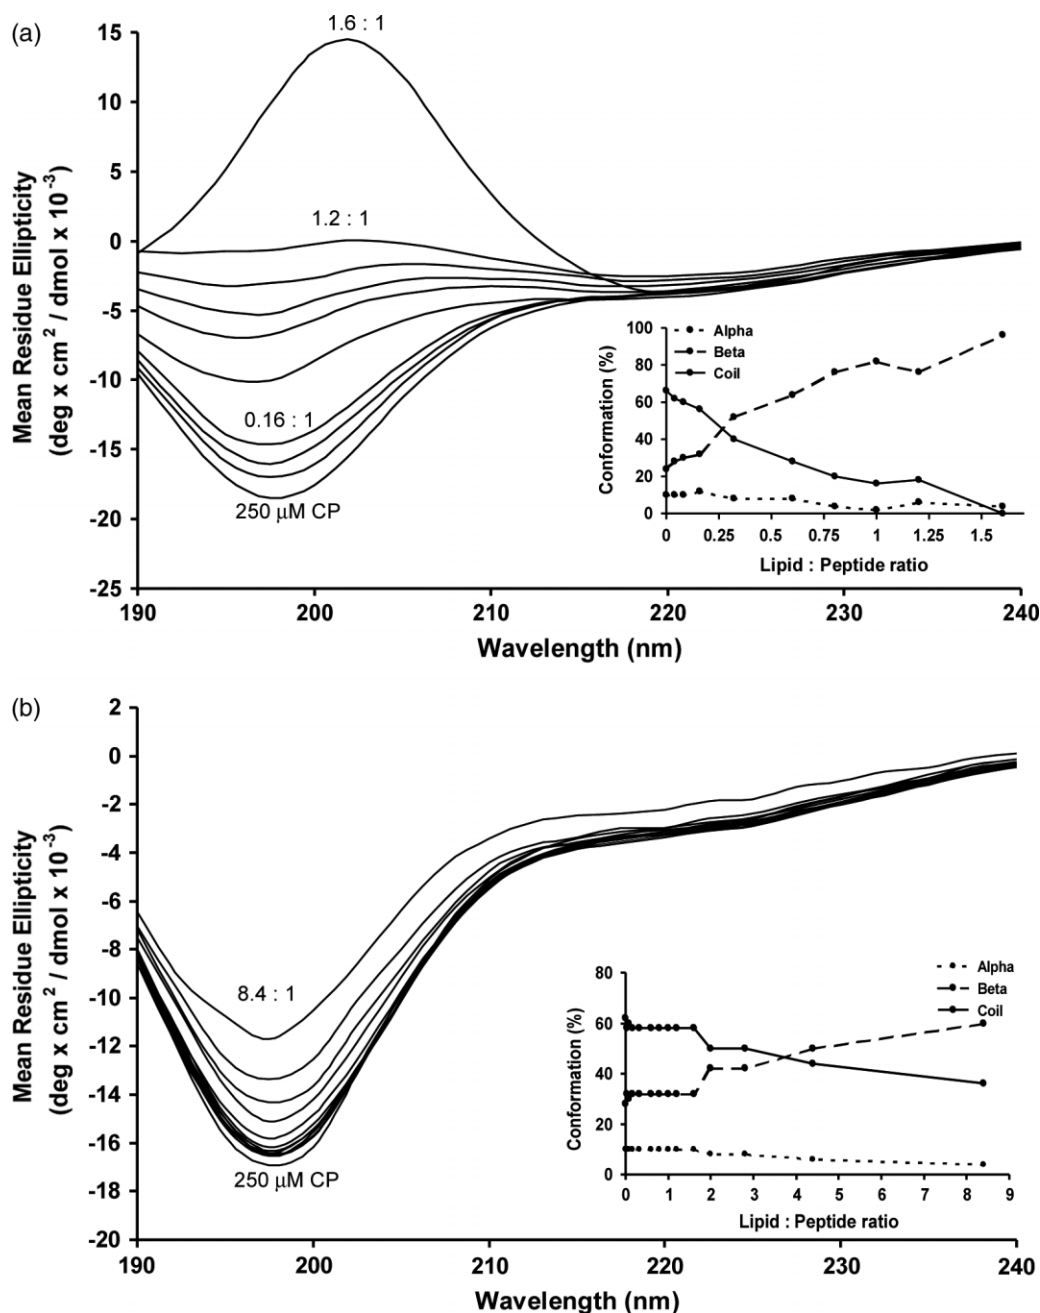 (a)
1.6 : 1
15
10
5
0
-5
-10
-15
-20
-25
Mean Residue Ellipticity
(deg x cm 2 / dmol x 10 -3)
1.2 : 1
0.16 : 1
250 μM CP
190
200
210
220
230
240
Wavelength (nm)
Alpha
Beta
Coil
100
80
60
40
20
0
Conformation (%)
0
0.25
0.5
0.75
1
1.25
1.5
Lipid : Peptide ratio
(b)
2
0
-2
-4
-6
-8
-10
-12
-14
-16
-18
-20
Mean Residue Ellipticity
(deg x cm 2 / dmol x 10 -3)
8.4 : 1
250 μM CP
190
200
210
220
230
240
Wavelength (nm)
Alpha
Beta
Coil
80
60
40
20
0
Conformation (%)
0
1
2
3
4
5
6
7
8
9
Lipid : Peptide ratio